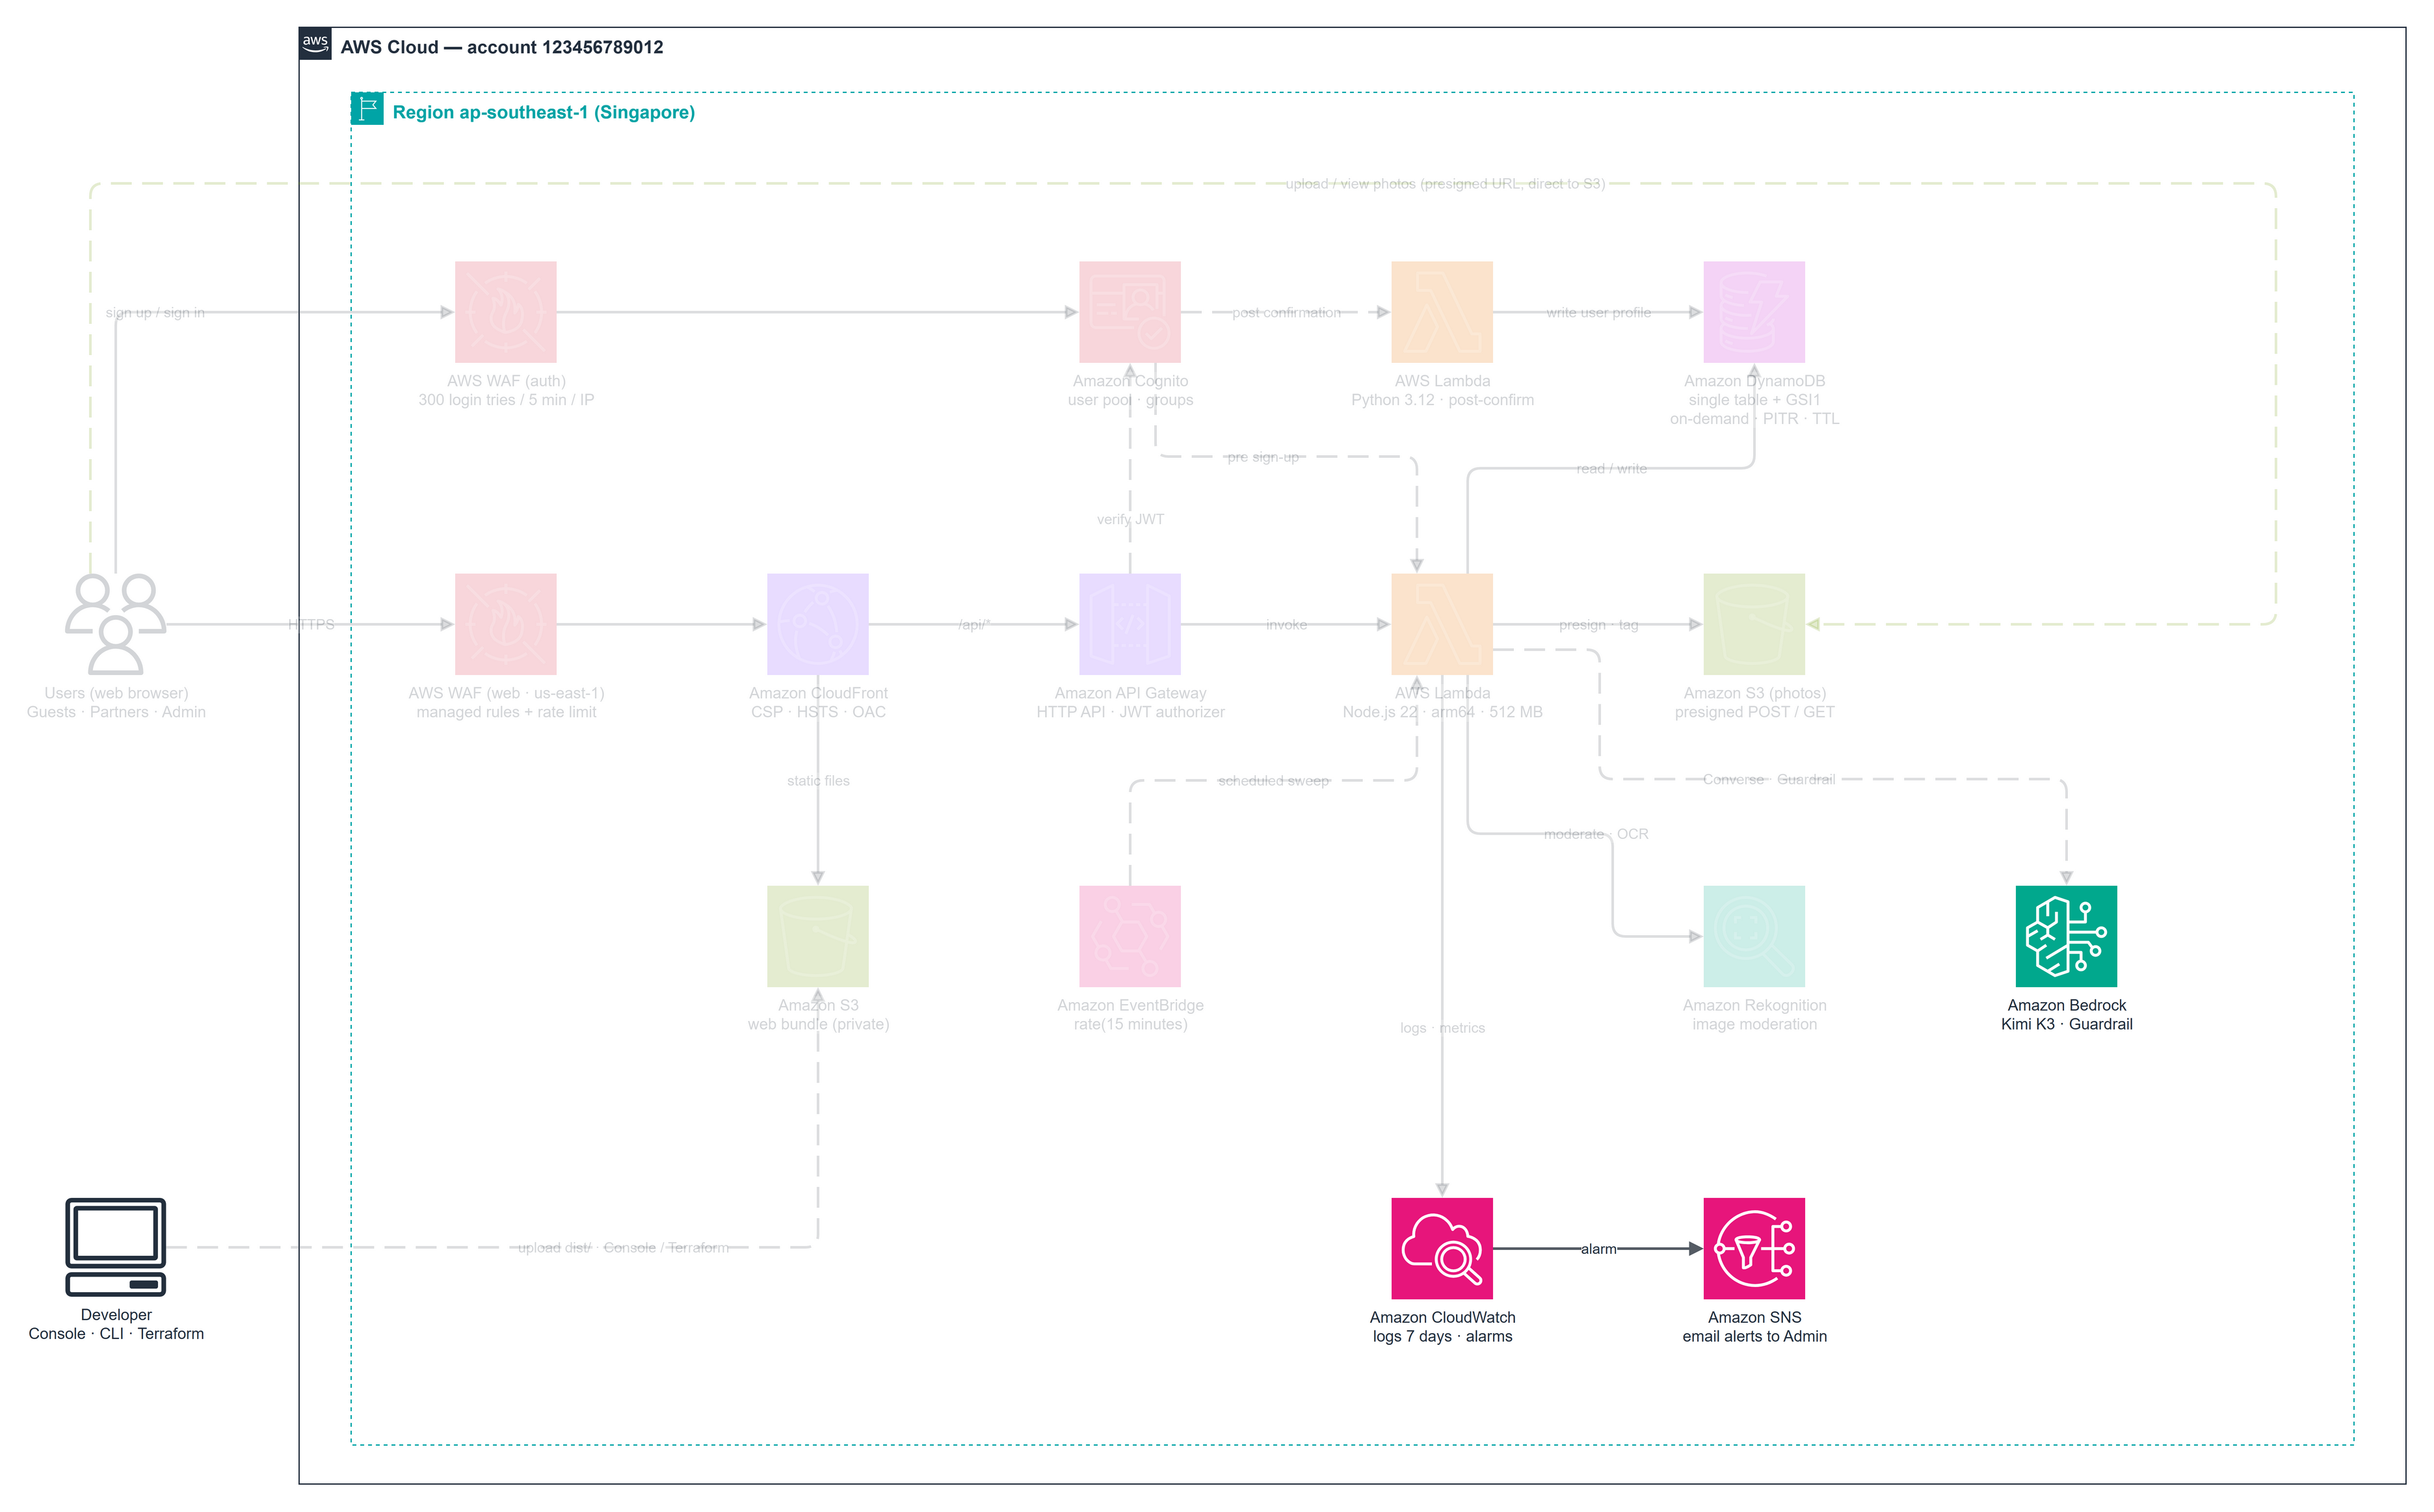 aws
AWS Cloud — account 123456789012
Region ap-southeast-1 (Singapore)
upload / view photos (presigned URL, direct to S3)
sign up / sign in
post confirmation
write user profile
AWS WAF (auth)
300 login tries / 5 min / IP
Amazon Cognito
user pool · groups
AWS Lambda
Python 3.12 · post-confirm
Amazon DynamoDB
single table + GSI1
on-demand · PITR · TTL
pre sign-up
read / write
verify JWT
HTTPS
/api/*
invoke
presign · tag
Users (web browser)
Guests · Partners · Admin
AWS WAF (web · us-east-1)
managed rules + rate limit
Amazon CloudFront
CSP · HSTS · OAC
Amazon API Gateway
HTTP API · JWT authorizer
AWS Lambda
Node.js 22 · arm64 · 512 MB
Amazon S3 (photos)
presigned POST / GET
static files
scheduled sweep
Converse · Guardrail
moderate · OCR
Amazon S3
web bundle (private)
Amazon EventBridge
rate(15 minutes)
logs · metrics
Amazon Rekognition
image moderation
Amazon Bedrock
Kimi K3 · Guardrail
upload dist/ · Console / Terraform
alarm
Developer
Console · CLI · Terraform
Amazon CloudWatch
logs 7 days · alarms
Amazon SNS
email alerts to Admin